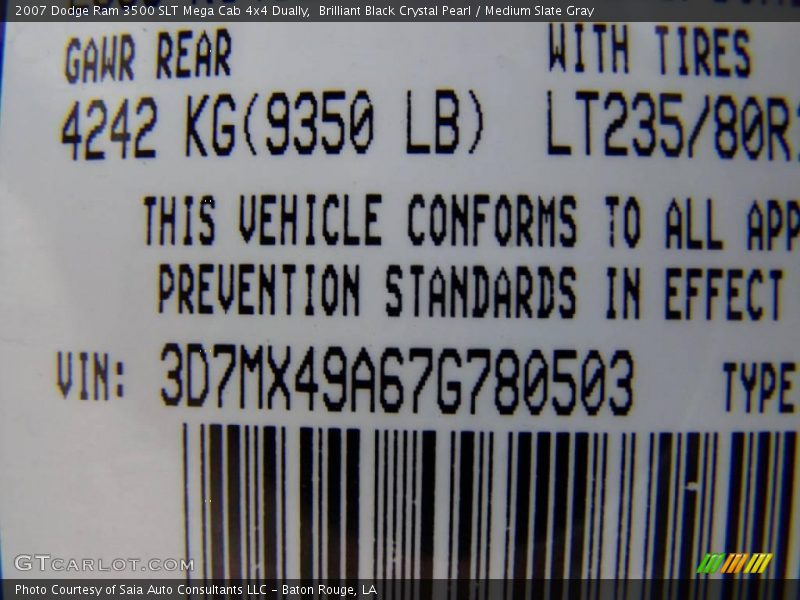 2007 Dodge Ram 3500 SLT Mega Cab 4x4 Dually, Brilliant Black Crystal Pearl / Medium Slate Gray
GAWR REAR WITH TIRES
4242 KG(9350 LB) LT235/80R
THIS VEHICLE CONFORMS TO ALL APP
PREVENTION STANDARDS IN EFFECT
VIN: 3D7MX49A67G780503 TYPE
GTCARLOT.COM
Photo Courtesy of Saia Auto Consultants LLC - Baton Rouge, LA